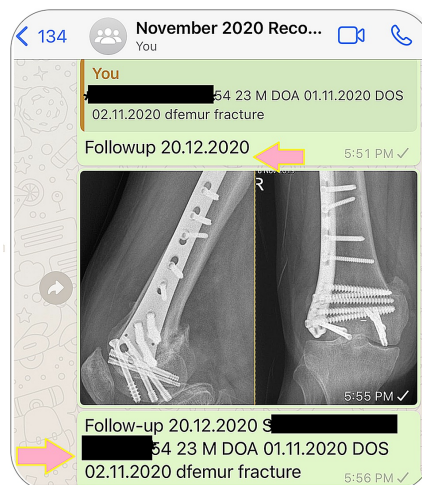 134
November 2020 Reco...
You
You
54 23 M DOA 01.11.2020 DOS
02.11.2020 dfemur fracture
Followup 20.12.2020
5:51 PM
R
5:55 PM
Follow-up 20.12.2020 S
54 23 M DOA 01.11.2020 DOS
02.11.2020 dfemur fracture
5:56 PM